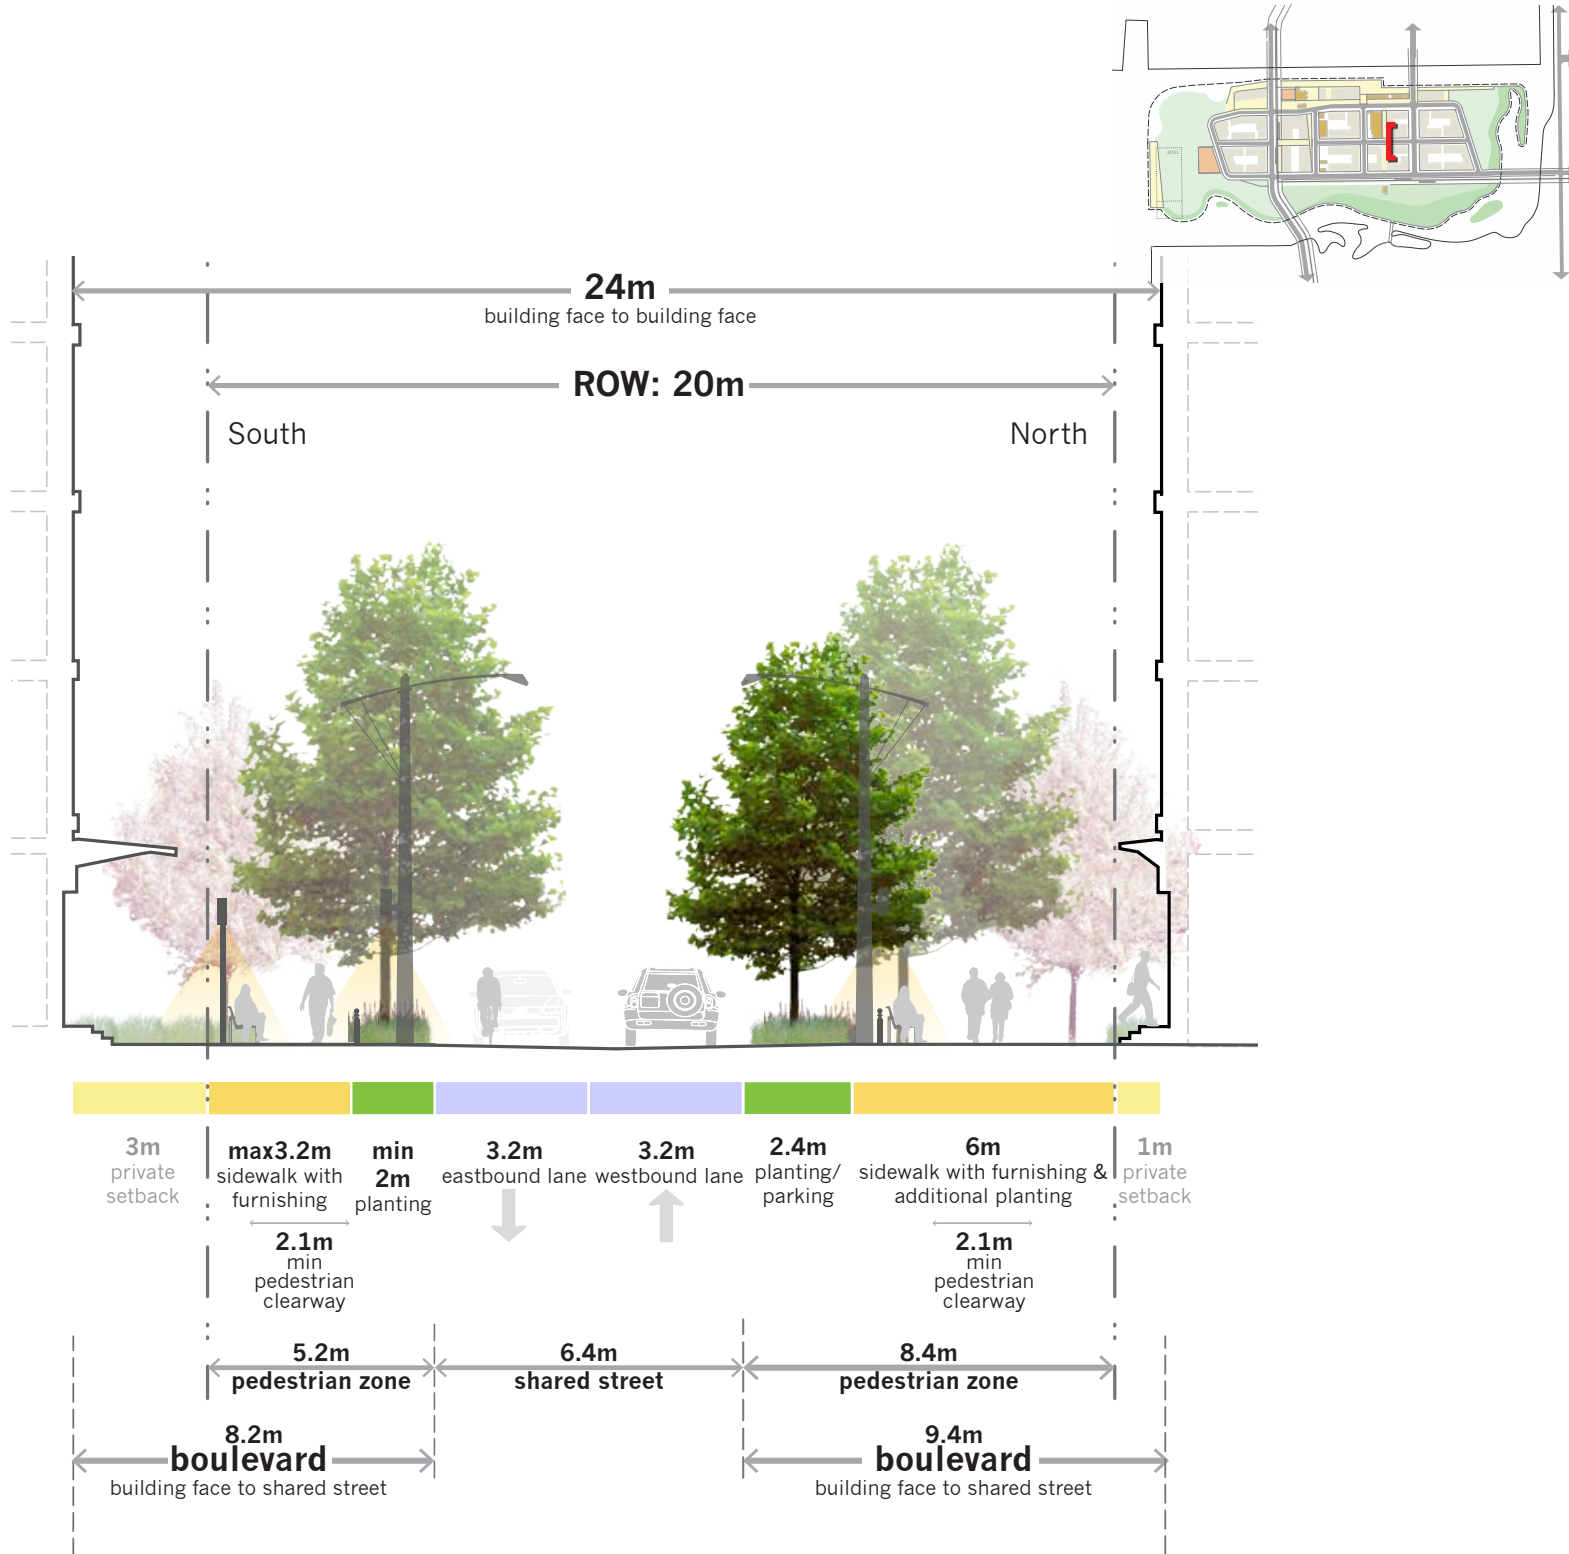 24m
building face to building face
ROW: 20m
South
North
3m
private
setback
max3.2m
sidewalk with
furnishing
2.1m
min
pedestrian
clearway
min
2m
planting
3.2m
eastbound lane
3.2m
westbound lane
2.4m
planting/
parking
6m
sidewalk with furnishing &
additional planting
2.1m
min
pedestrian
clearway
1m
private
setback
5.2m
pedestrian zone
6.4m
shared street
8.4m
pedestrian zone
8.2m
boulevard
building face to shared street
9.4m
boulevard
building face to shared street